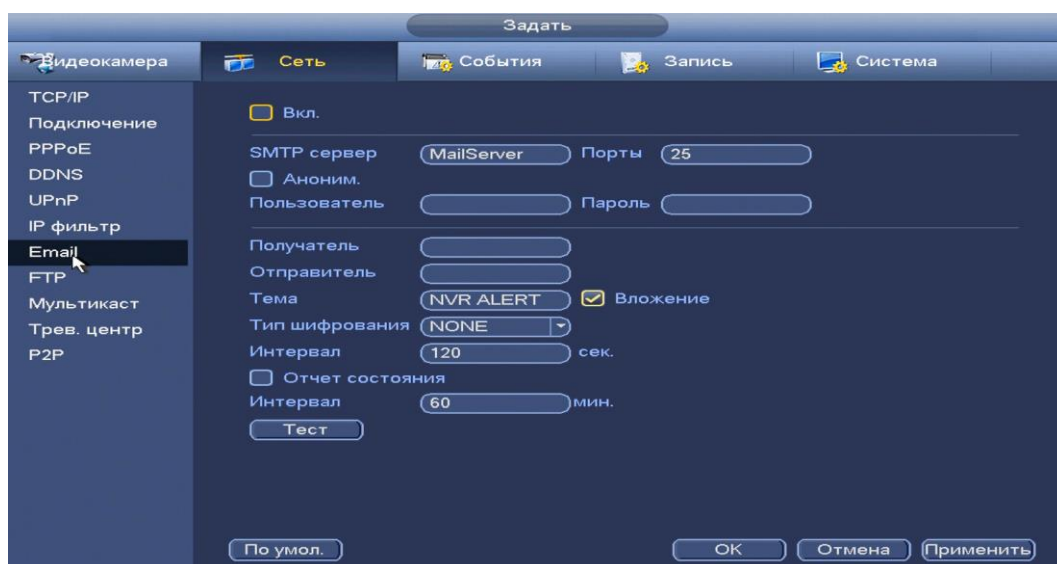 Задать
Видеокамера Сеть События Запись Система
TCP/IP
Подключение
PPPoE
DDNS
UPnP
IP фильтр
Email
FTP
Мультикаст
Трев. центр
P2P
Вкл.
SMTP сервер MailServer Порты 25
Аноним.
Пользователь Пароль
Получатель
Отправитель
Тема NVR ALERT Вложение
Тип шифрования NONE
Интервал 120 сек.
Отчет состояния
Интервал 60 мин.
Тест
По умол. OK Отмена Применить